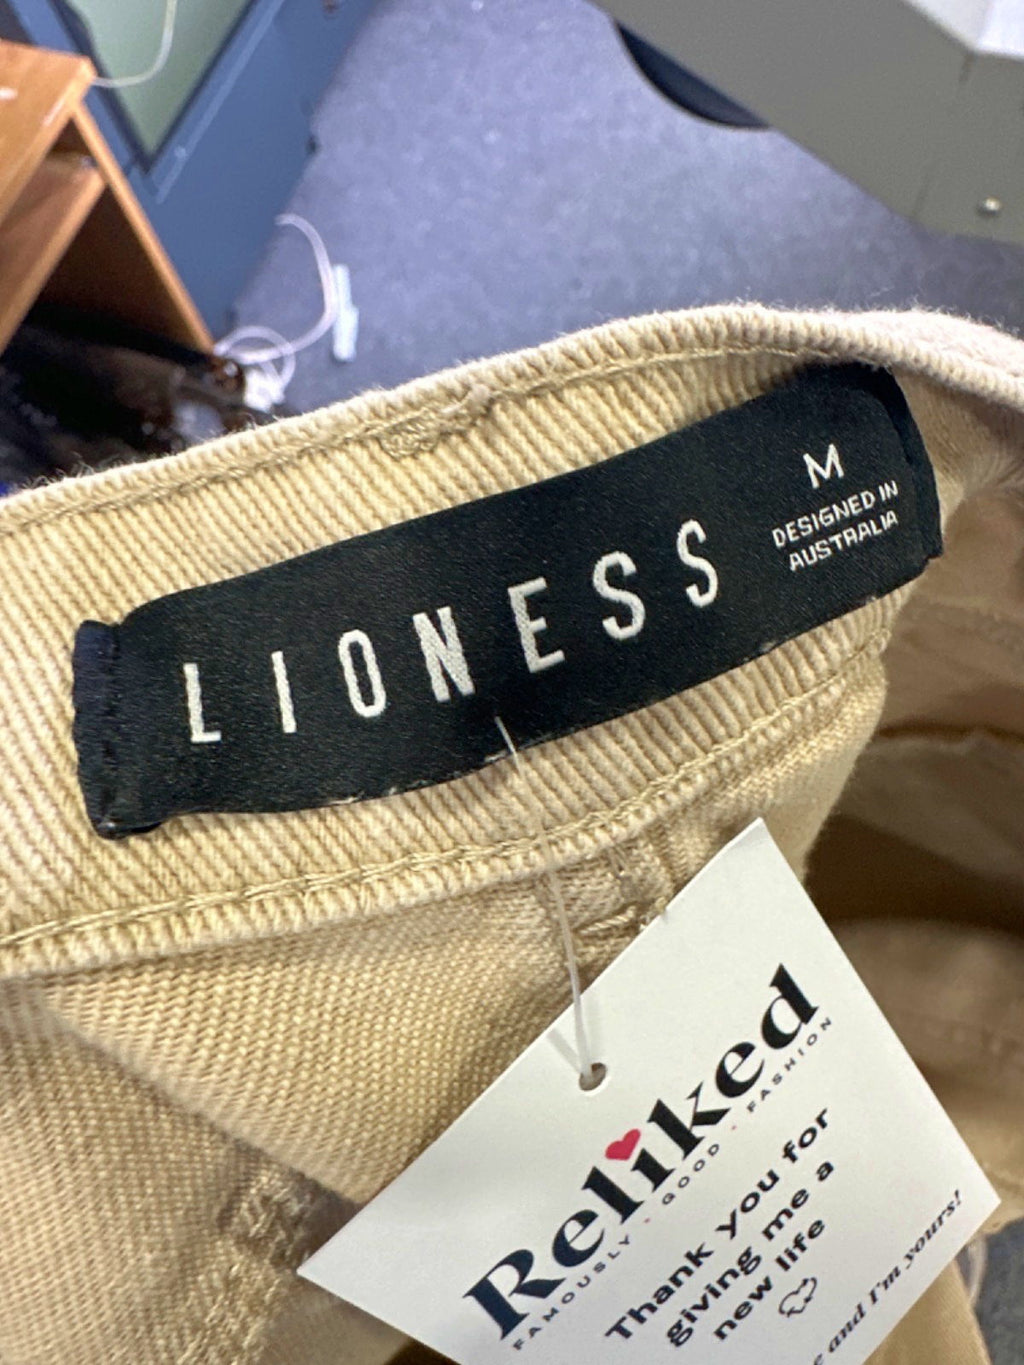 LIONESS
M
DESIGNED IN
AUSTRALIA
Reliked
FAMOUSLY · GOOD · FASHION
Thank you for
giving me a
new life
and I'm yours!